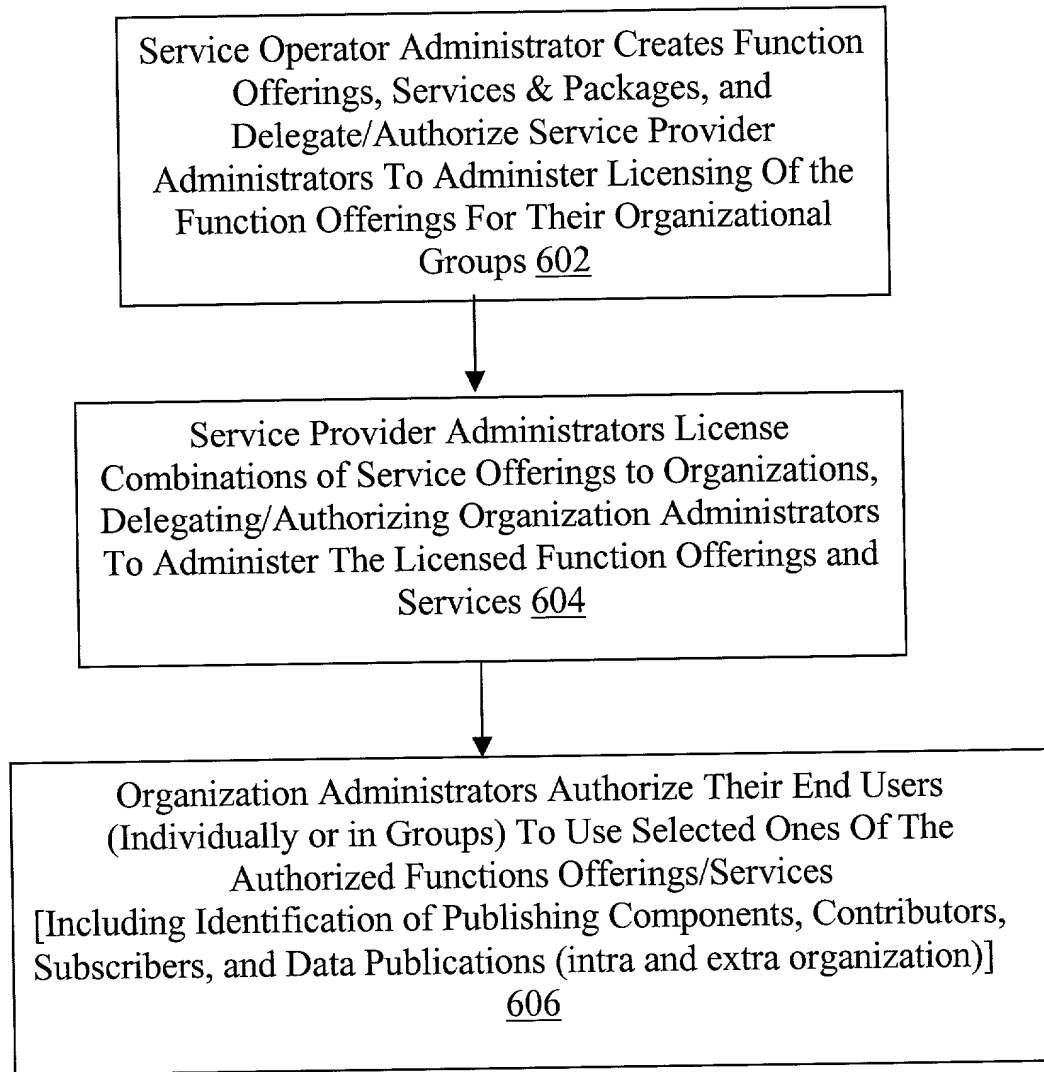 Service Operator Administrator Creates Function
Offerings, Services & Packages, and
Delegate/Authorize Service Provider
Administrators To Administer Licensing Of the
Function Offerings For Their Organizational
Groups 602
Service Provider Administrators License
Combinations of Service Offerings to Organizations,
Delegating/Authorizing Organization Administrators
To Administer The Licensed Function Offerings and
Services 604
Organization Administrators Authorize Their End Users
(Individually or in Groups) To Use Selected Ones Of The
Authorized Functions Offerings/Services
[Including Identification of Publishing Components, Contributors,
Subscribers, and Data Publications (intra and extra organization)]
606